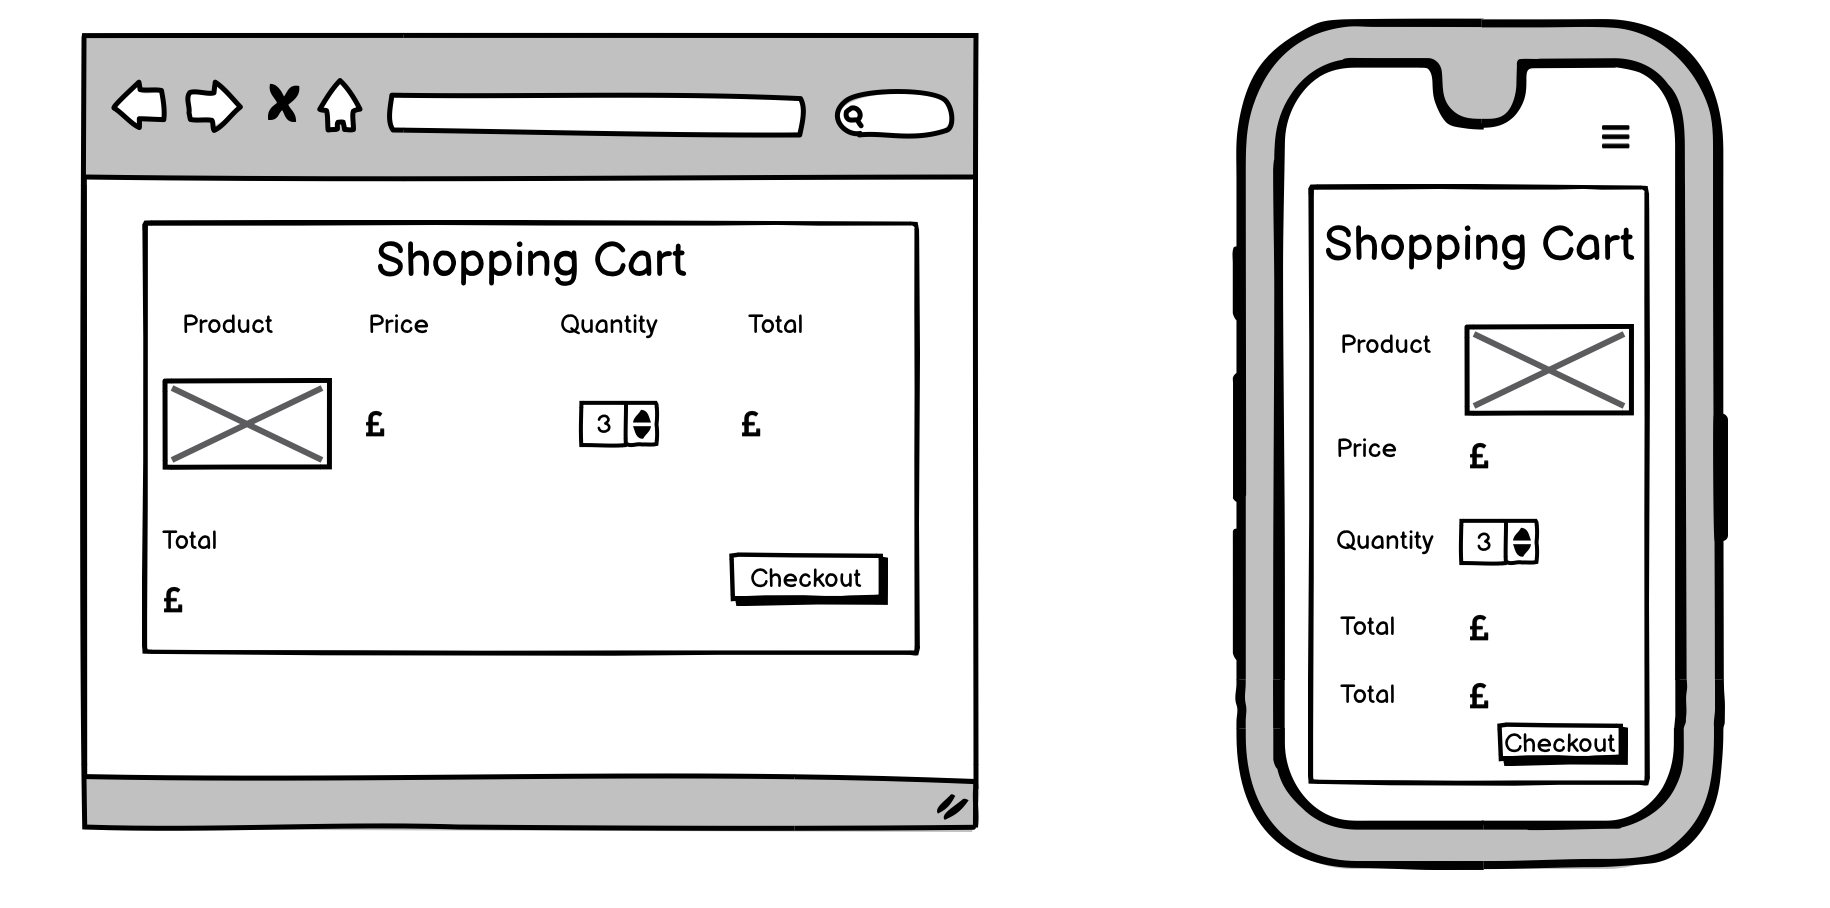 Shopping Cart
Product Price Quantity Total
£ 3 £
Total
£
Checkout
Shopping Cart
Product
Price £
Quantity 3
Total £
Total £
Checkout